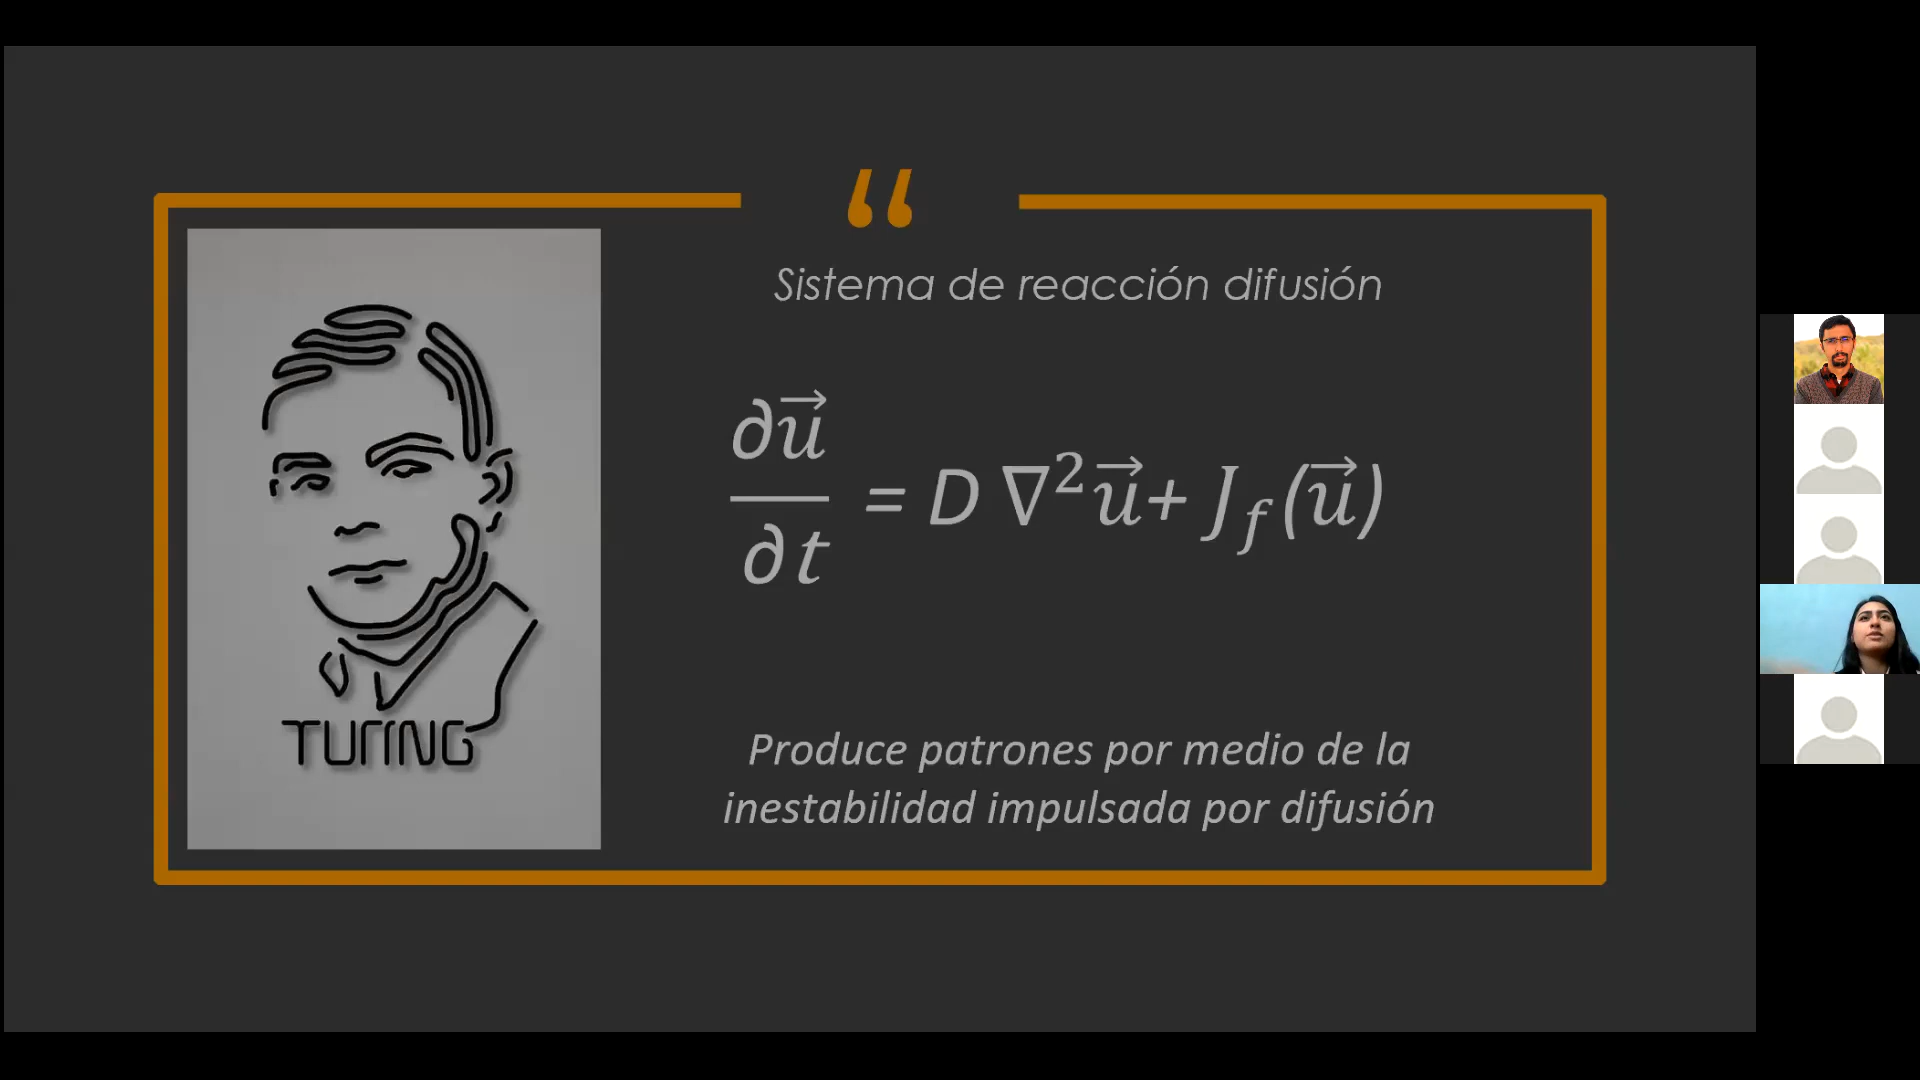 “
Sistema de reacción difusión
∂u⃗/∂t = D ∇²u⃗+ J_f(u⃗)
TURING
Produce patrones por medio de la
inestabilidad impulsada por difusión